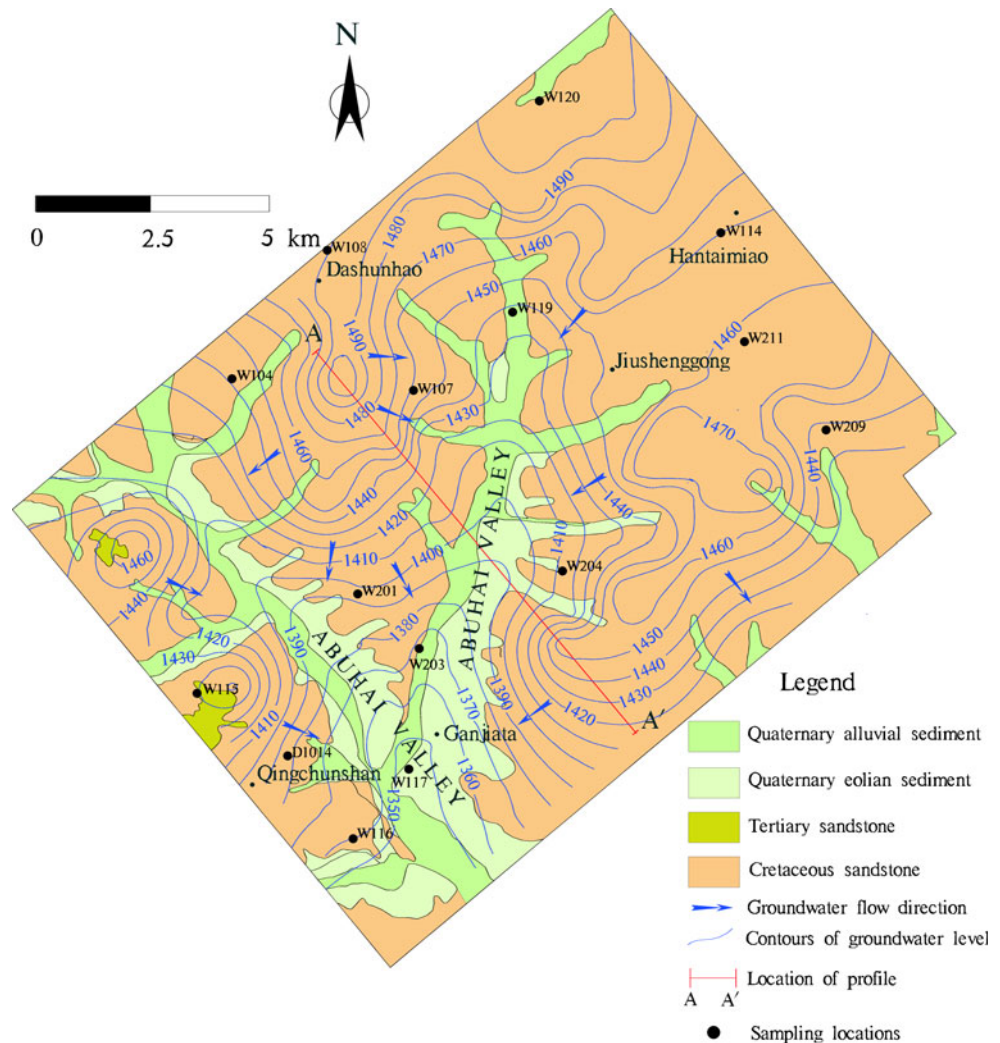 N
W120
0 2.5 5 km
1490
1480
W114
W108
1470
1460
Hantaimiao
Dashunhao
1450
W119
1460
A
1490
W211
Jiushenggong
W104
W107
1430
1480
1470
W209
1460
1440
1440
1440
1420
ABUHAI VALLEY
1410
1400
1460
1410
1460
W204
1440
W201
1380
1420
1390
1450
1430
ABUHAI VALLEY
W203
1440
1390
1430
W115
1370
1420
A'
1410
Ganjiata
D1014
1360
Qingchunshan
W117
1350
W116
Legend
Quaternary alluvial sediment
Quaternary eolian sediment
Tertiary sandstone
Cretaceous sandstone
Groundwater flow direction
Contours of groundwater level
Location of profile
A A'
Sampling locations